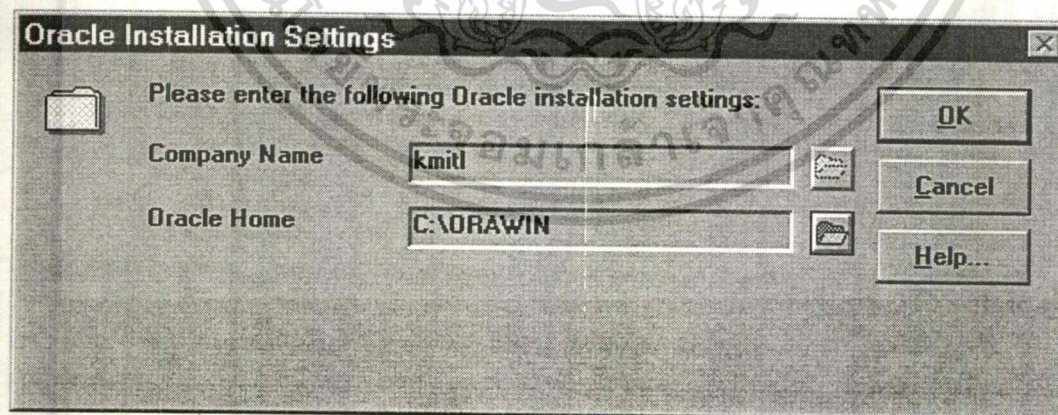 Oracle Installation Settings
Please enter the following Oracle installation settings:
Company Name
kmitl
Oracle Home
C:\ORAWIN
OK
Cancel
Help...